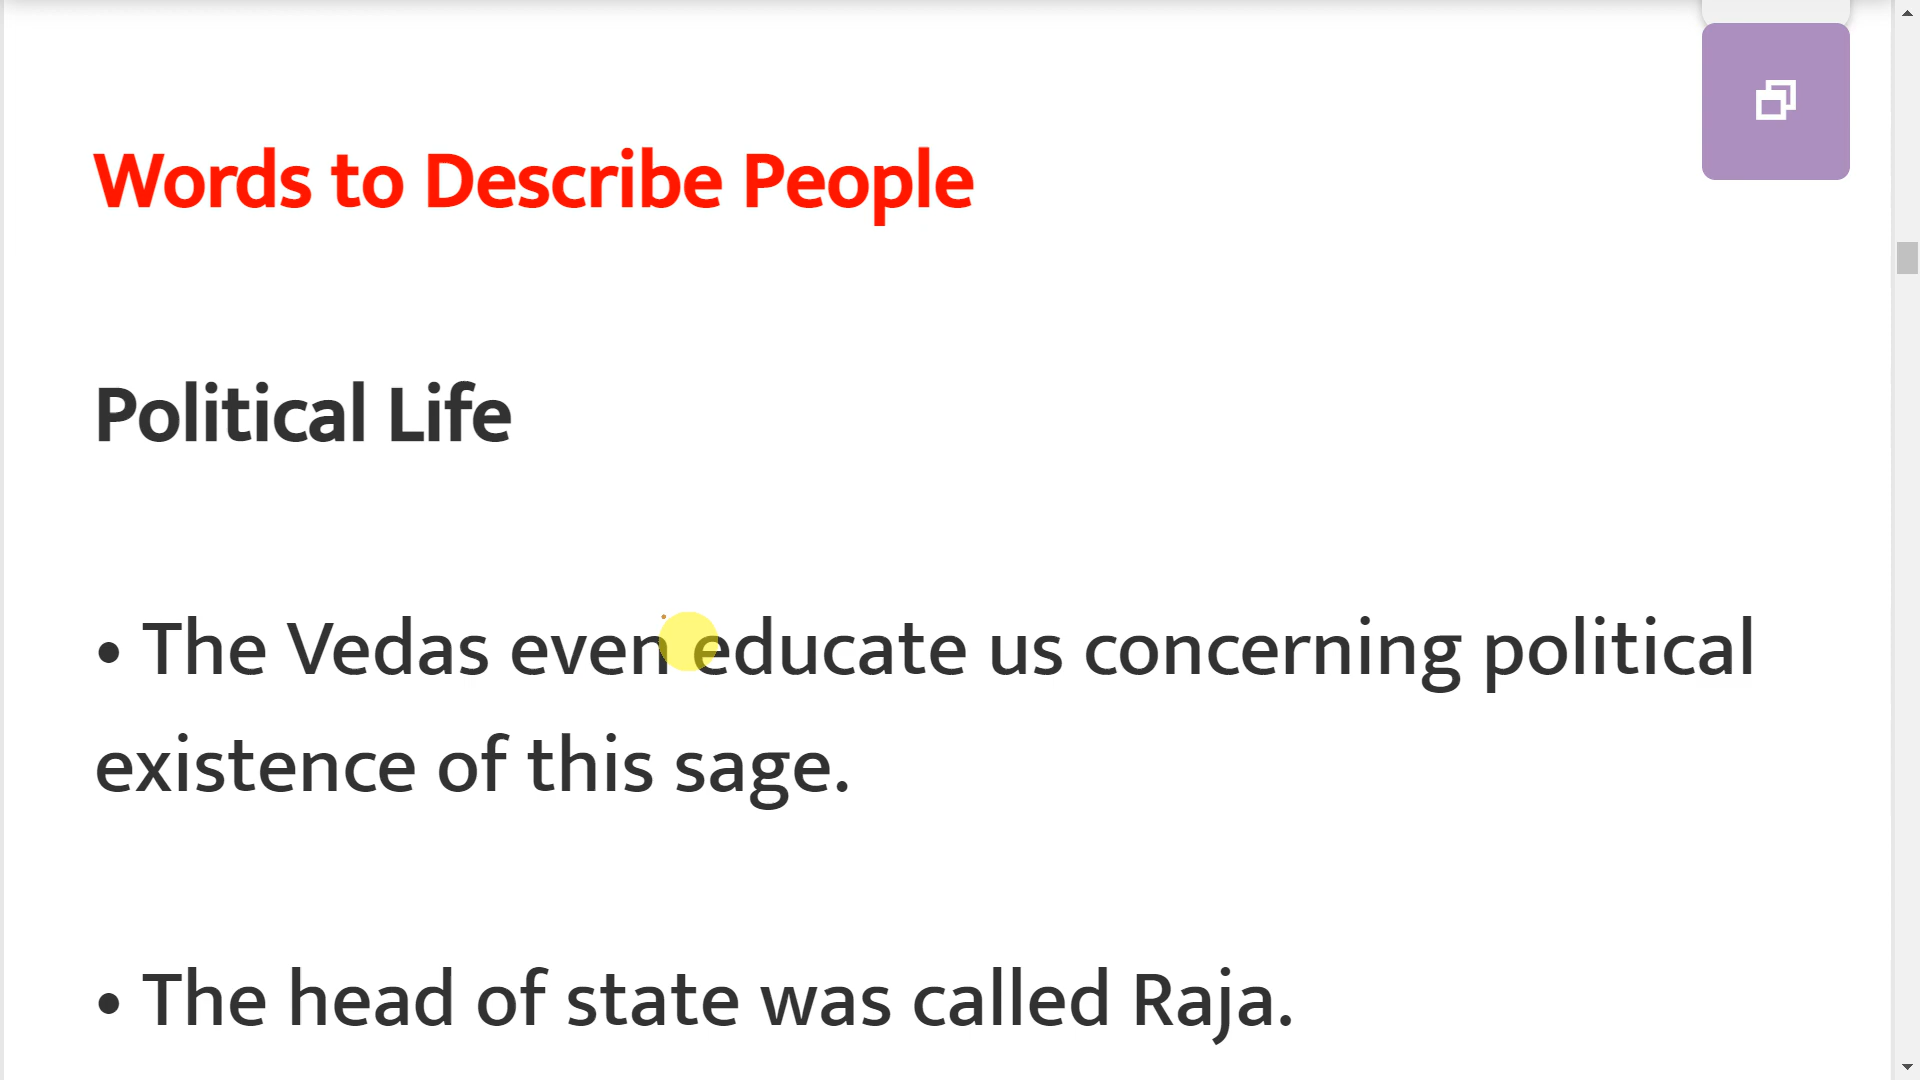 Words to Describe People
Political Life
• The Vedas even educate us concerning political
existence of this sage.
• The head of state was called Raja.